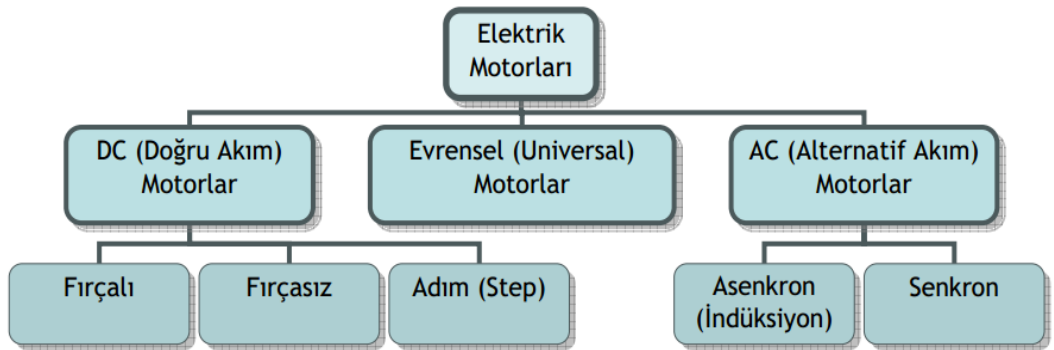 Elektrik
Motorları
DC (Doğru Akım)
Motorlar
Evrensel (Universal)
Motorlar
AC (Alternatif Akım)
Motorlar
Fırçalı
Fırçasız
Adım (Step)
Asenkron
(İndüksiyon)
Senkron